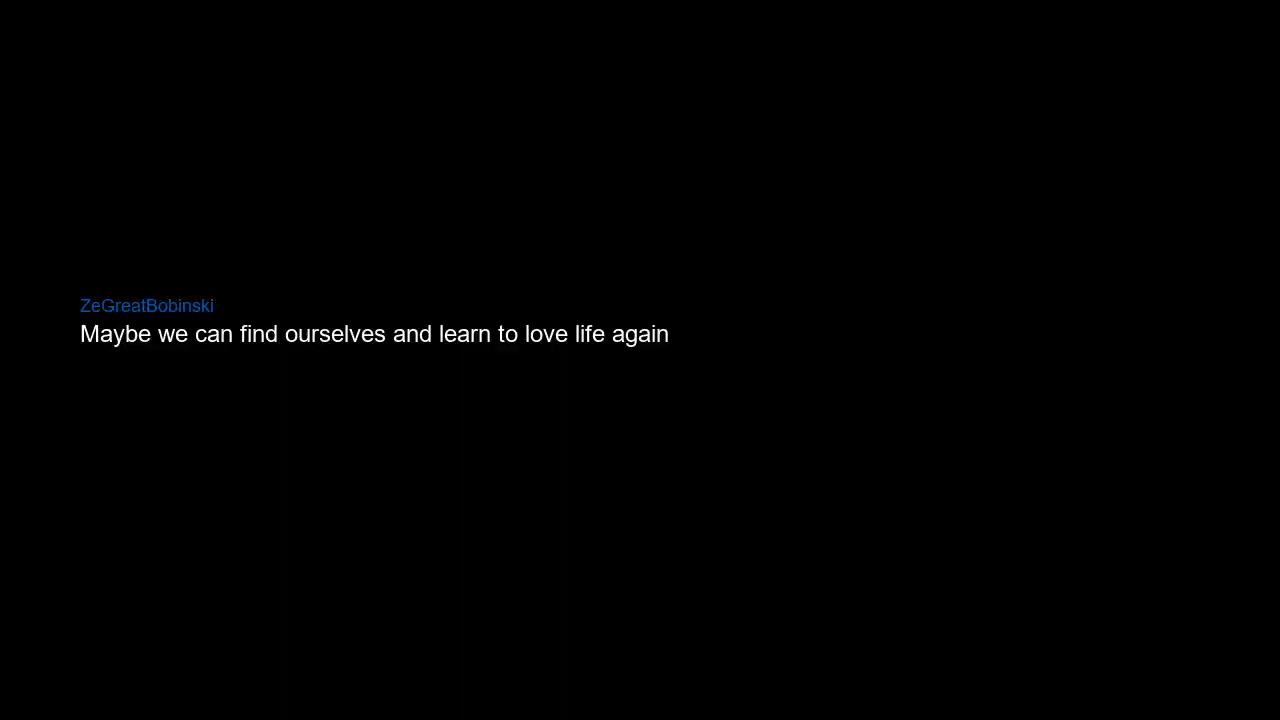 ZeGreatBobinski
Maybe we can find ourselves and learn to love life again